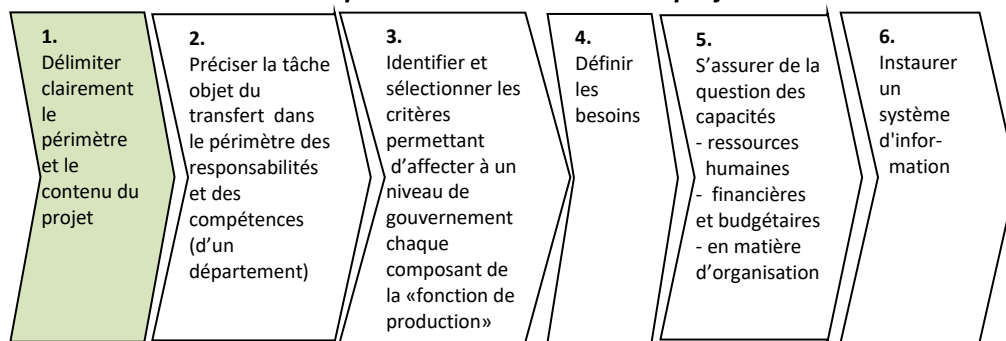 1.
Délimiter
clairement
le
périmètre
et le
contenu du
projet
2.
Préciser la tâche
objet du
transfert dans
le périmètre des
responsabilités
et des
compétences
(d'un
département)
3.
Identifier et
sélectionner les
critères
permettant
d'affecter à un
niveau de
gouvernement
chaque
composant de
la «fonction de
production»
4.
Définir
les
besoins
5.
S'assurer de la
question des
capacités
- ressources
humaines
- financières
et budgétaires
- en matière
d'organisation
6.
Instaurer
un
système
d'infor-
mation